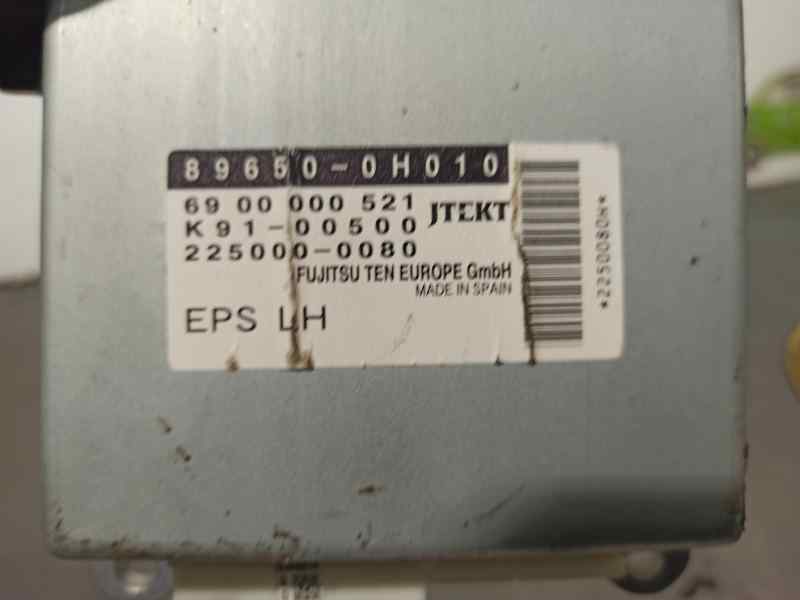 89650-0H010
69 00 000 521
JTEKT
K91-00500
225000-0080
FUJITSU TEN EUROPE GmbH
MADE IN SPAIN
EPS LH
*2250080H*